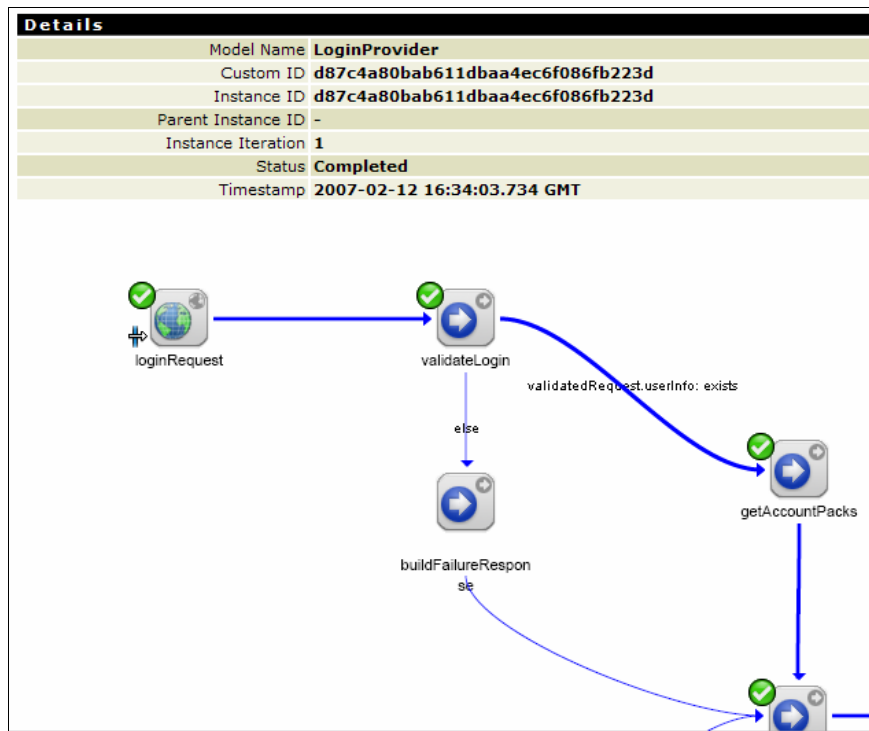 Details
Model Name LoginProvider
Custom ID d87c4a80bab611dbaa4ec6f086fb223d
Instance ID d87c4a80bab611dbaa4ec6f086fb223d
Parent Instance ID -
Instance Iteration 1
Status Completed
Timestamp 2007-02-12 16:34:03.734 GMT
loginRequest
validateLogin
validatedRequest.userInfo: exists
else
getAccountPacks
buildFailureRespon
se